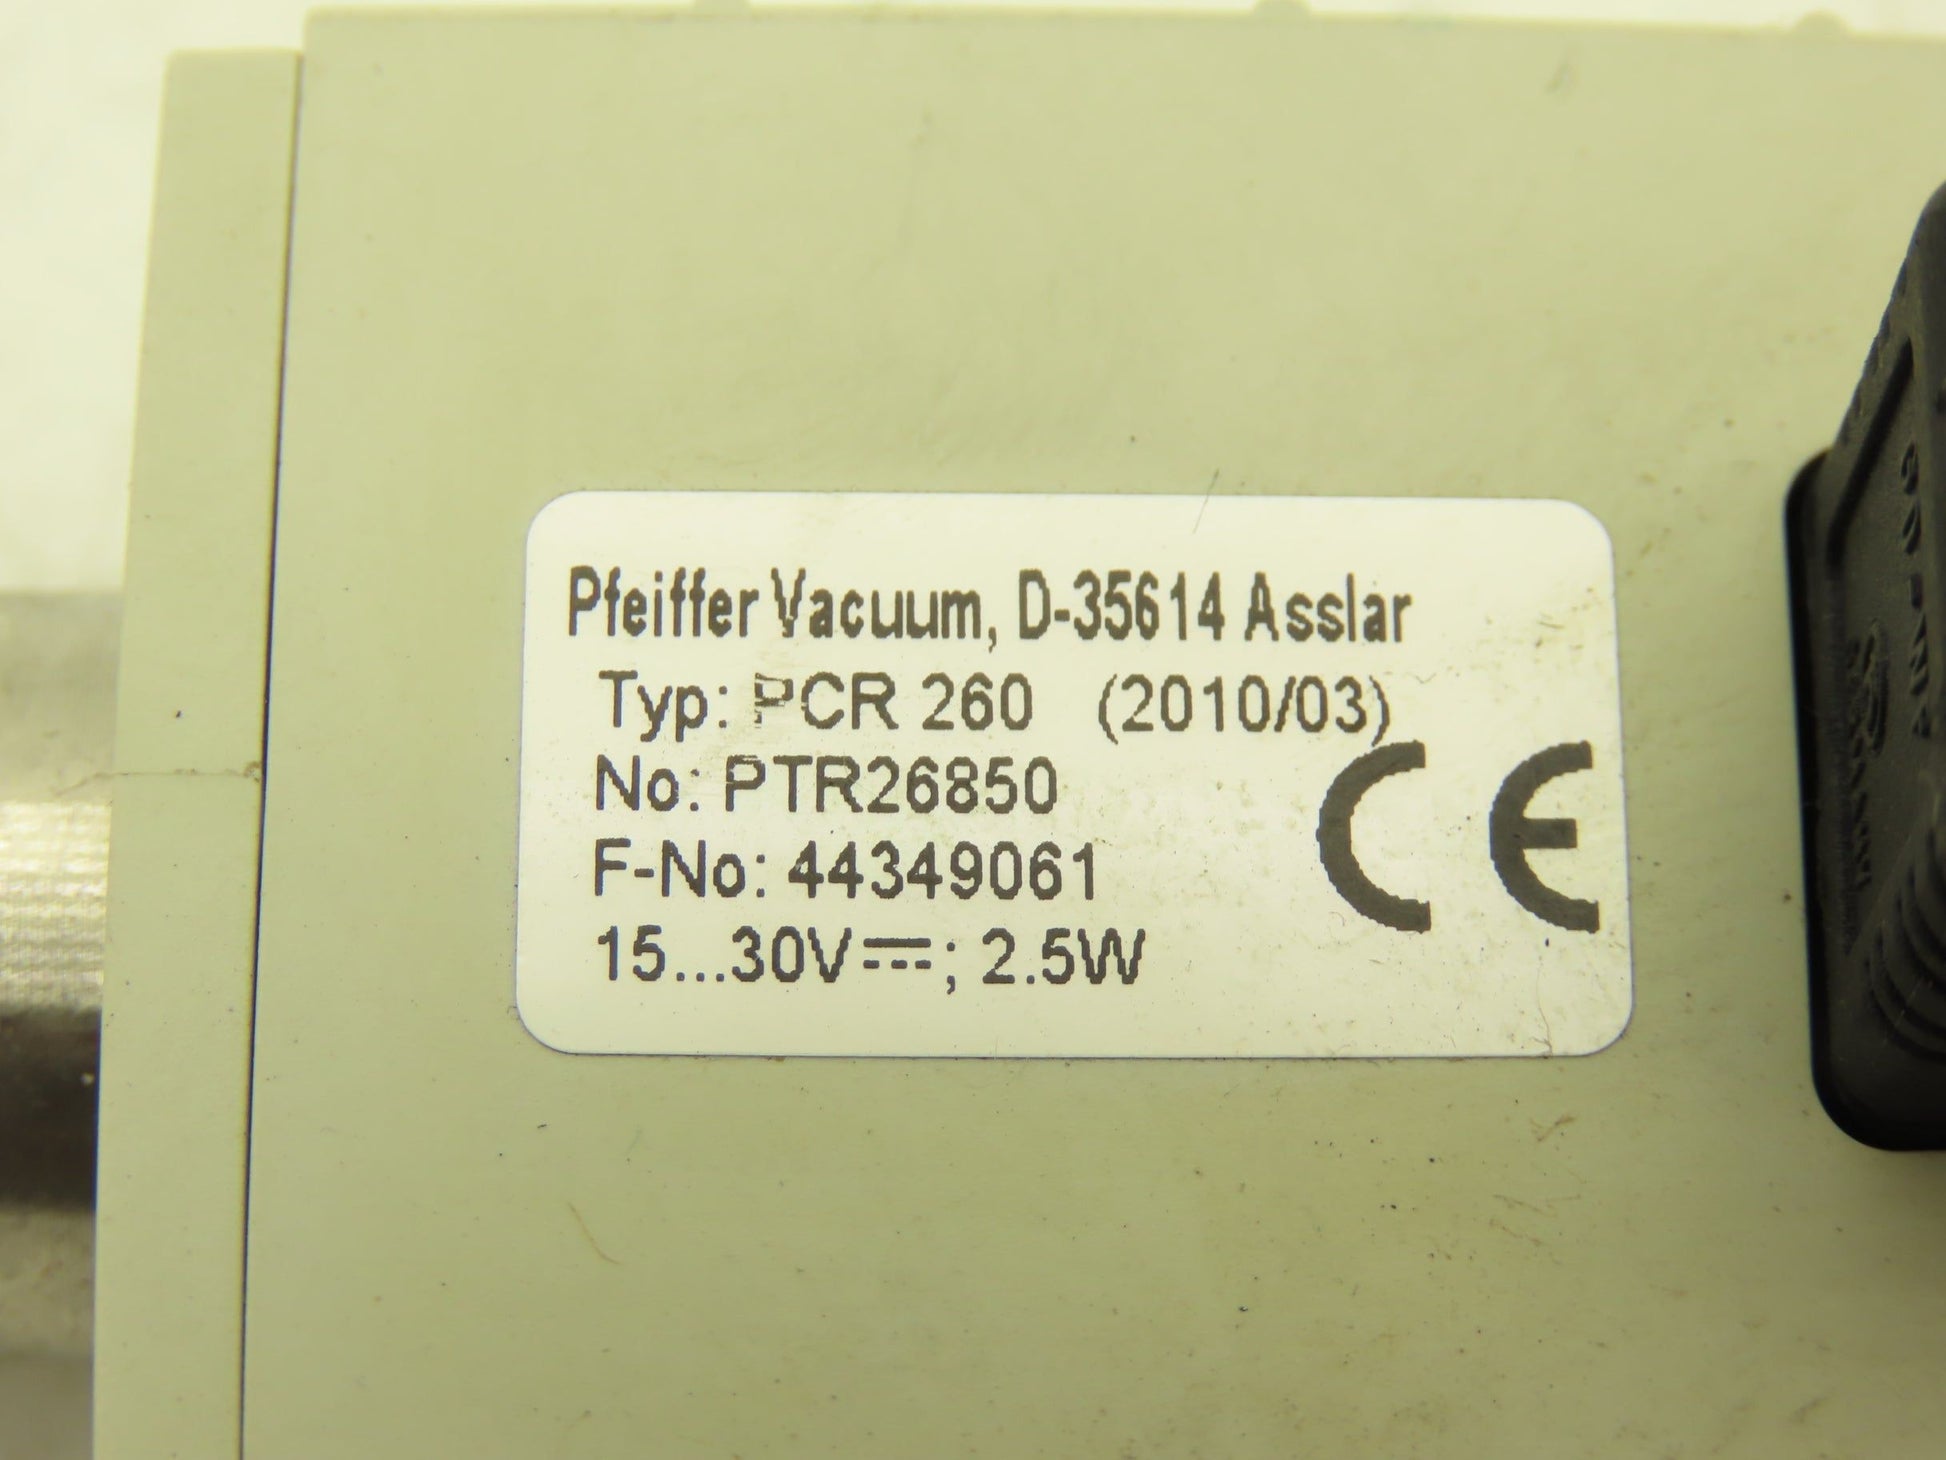 Pfeiffer Vacuum, D-35614 Asslar
Typ: PCR 260 (2010/03)
No: PTR26850
F-No: 44349061
15...30V⎓; 2.5W
CE